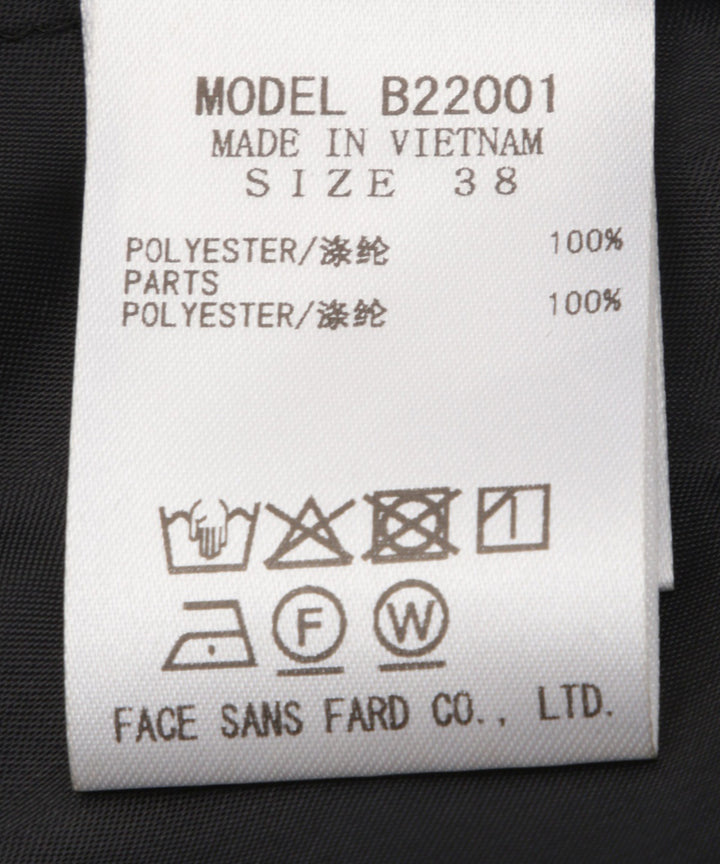 MODEL B22001
MADE IN VIETNAM
SIZE 38
POLYESTER/涤纶 100%
PARTS
POLYESTER/涤纶 100%
F W
FACE SANS FARD CO., LTD.